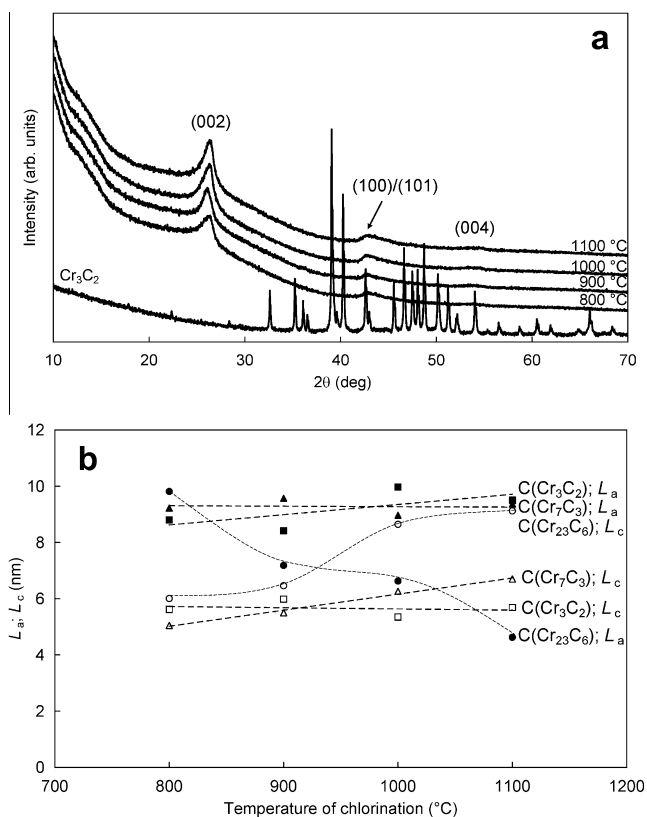 a
(002)
(100)/(101)
(004)
1100 °C
1000 °C
900 °C
800 °C
Cr3C2
Intensity (arb. units)
10 20 30 40 50 60 70
2θ (deg)
b
12
10
8
6
4
2
0
La; Lc (nm)
C(Cr3C2); La
C(Cr7C3); La
C(Cr23C6); Lc
C(Cr7C3); Lc
C(Cr3C2); Lc
C(Cr23C6); La
700 800 900 1000 1100 1200
Temperature of chlorination (°C)